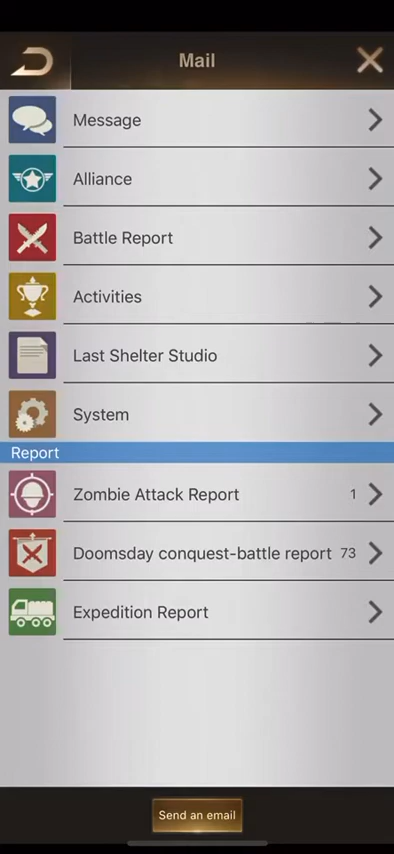 Mail
Message
Alliance
Battle Report
Activities
Last Shelter Studio
System
Report
Zombie Attack Report 1
Doomsday conquest-battle report 73
Expedition Report
Send an email